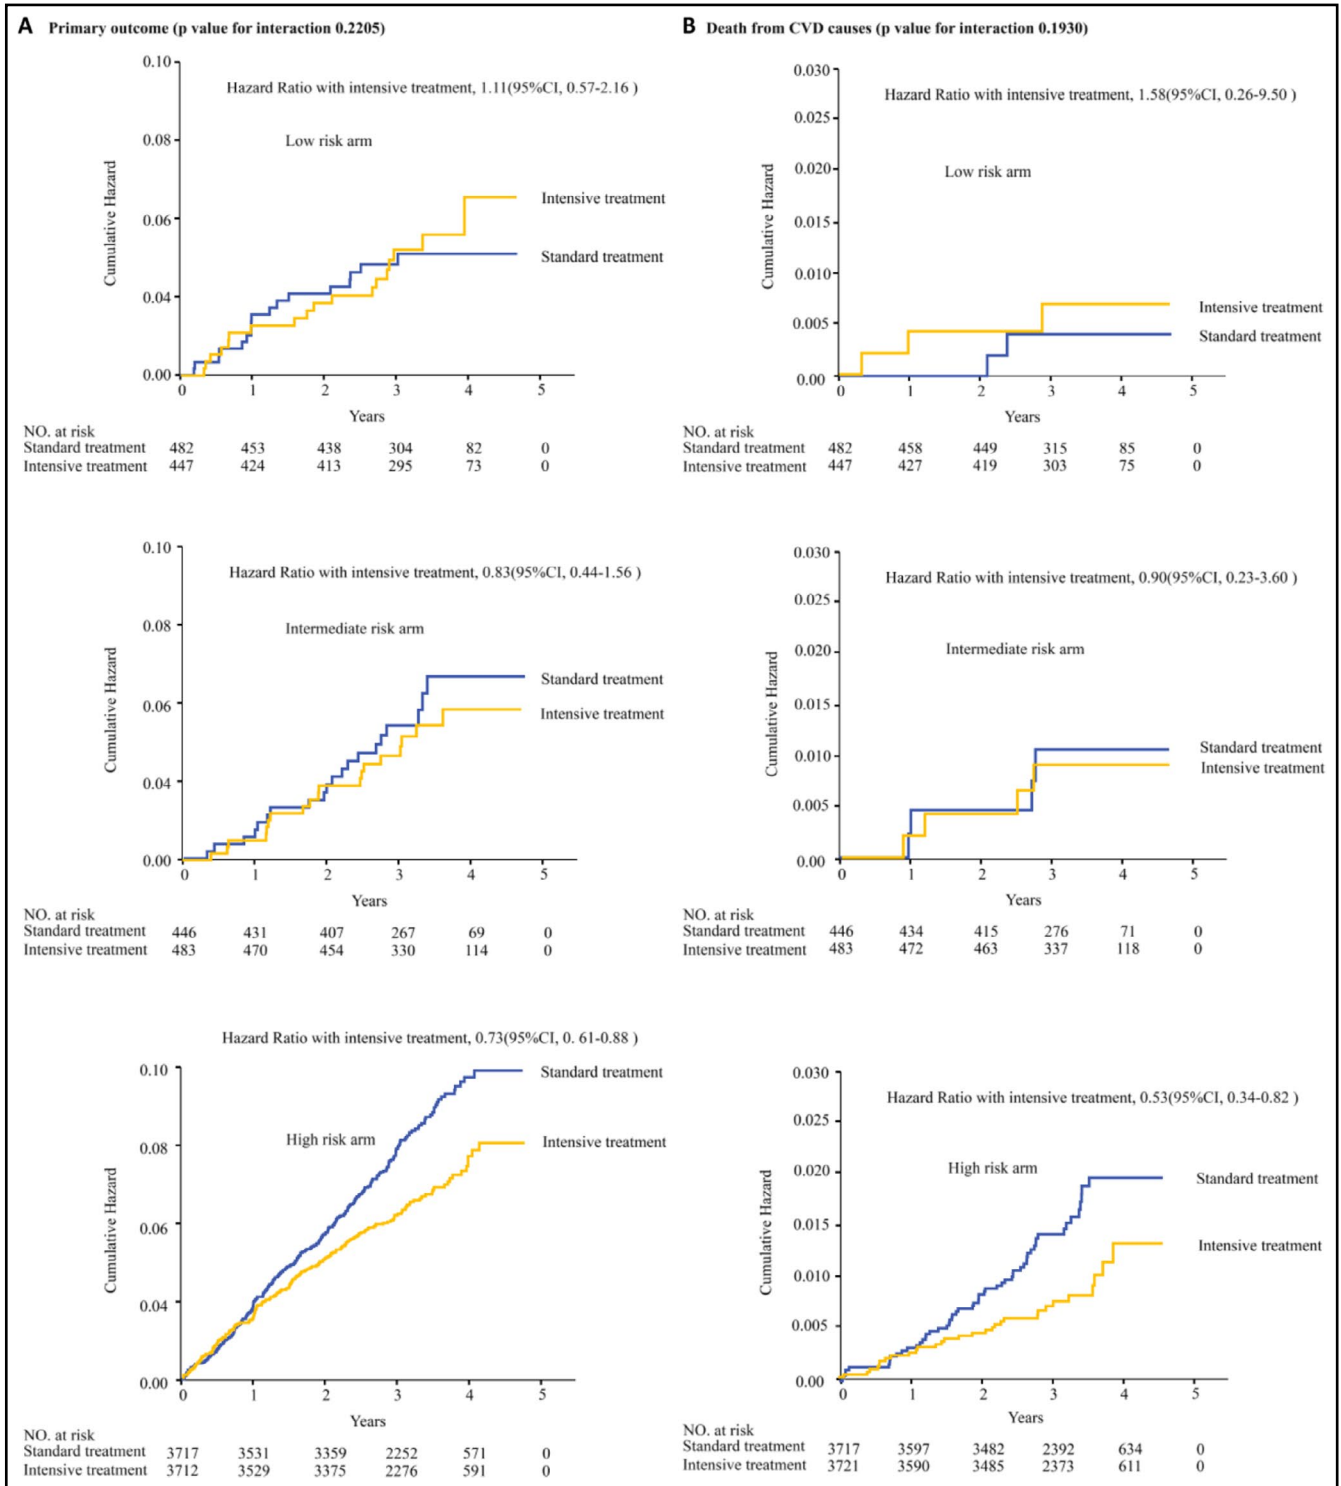 A Primary outcome (p value for interaction 0.2205)
0.10
0.08
0.06
0.04
0.00
Cumulative Hazard
Hazard Ratio with intensive treatment, 1.11(95%CI, 0.57-2.16 )
Low risk arm
Intensive treatment
Standard treatment
0 1 2 3 4 5
Years
NO. at risk
Standard treatment 482 453 438 304 82 0
Intensive treatment 447 424 413 295 73 0
0.10
0.08
0.06
0.04
0.00
Cumulative Hazard
Hazard Ratio with intensive treatment, 0.83(95%CI, 0.44-1.56 )
Intermediate risk arm
Standard treatment
Intensive treatment
0 1 2 3 4 5
Years
NO. at risk
Standard treatment 446 431 407 267 69 0
Intensive treatment 483 470 454 330 114 0
Hazard Ratio with intensive treatment, 0.73(95%CI, 0. 61-0.88 )
0.10
0.08
0.06
0.04
0.00
Cumulative Hazard
Standard treatment
High risk arm
Intensive treatment
0 1 2 3 4 5
Years
NO. at risk
Standard treatment 3717 3531 3359 2252 571 0
Intensive treatment 3712 3529 3375 2276 591 0
B Death from CVD causes (p value for interaction 0.1930)
0.030
0.025
0.020
0.015
0.010
0.005
0.00
Cumulative Hazard
Hazard Ratio with intensive treatment, 1.58(95%CI, 0.26-9.50 )
Low risk arm
Intensive treatment
Standard treatment
0 1 2 3 4 5
Years
NO. at risk
Standard treatment 482 458 449 315 85 0
Intensive treatment 447 427 419 303 75 0
0.030
0.025
0.020
0.015
0.010
0.005
0.00
Cumulative Hazard
Hazard Ratio with intensive treatment, 0.90(95%CI, 0.23-3.60 )
Intermediate risk arm
Standard treatment
Intensive treatment
0 1 2 3 4 5
Years
NO. at risk
Standard treatment 446 434 415 276 71 0
Intensive treatment 483 472 463 337 118 0
0.030
0.025
0.020
0.015
0.010
0.005
0.00
Cumulative Hazard
Hazard Ratio with intensive treatment, 0.53(95%CI, 0.34-0.82 )
High risk arm
Standard treatment
Intensive treatment
0 1 2 3 4 5
Years
NO. at risk
Standard treatment 3717 3597 3482 2392 634 0
Intensive treatment 3721 3590 3485 2373 611 0